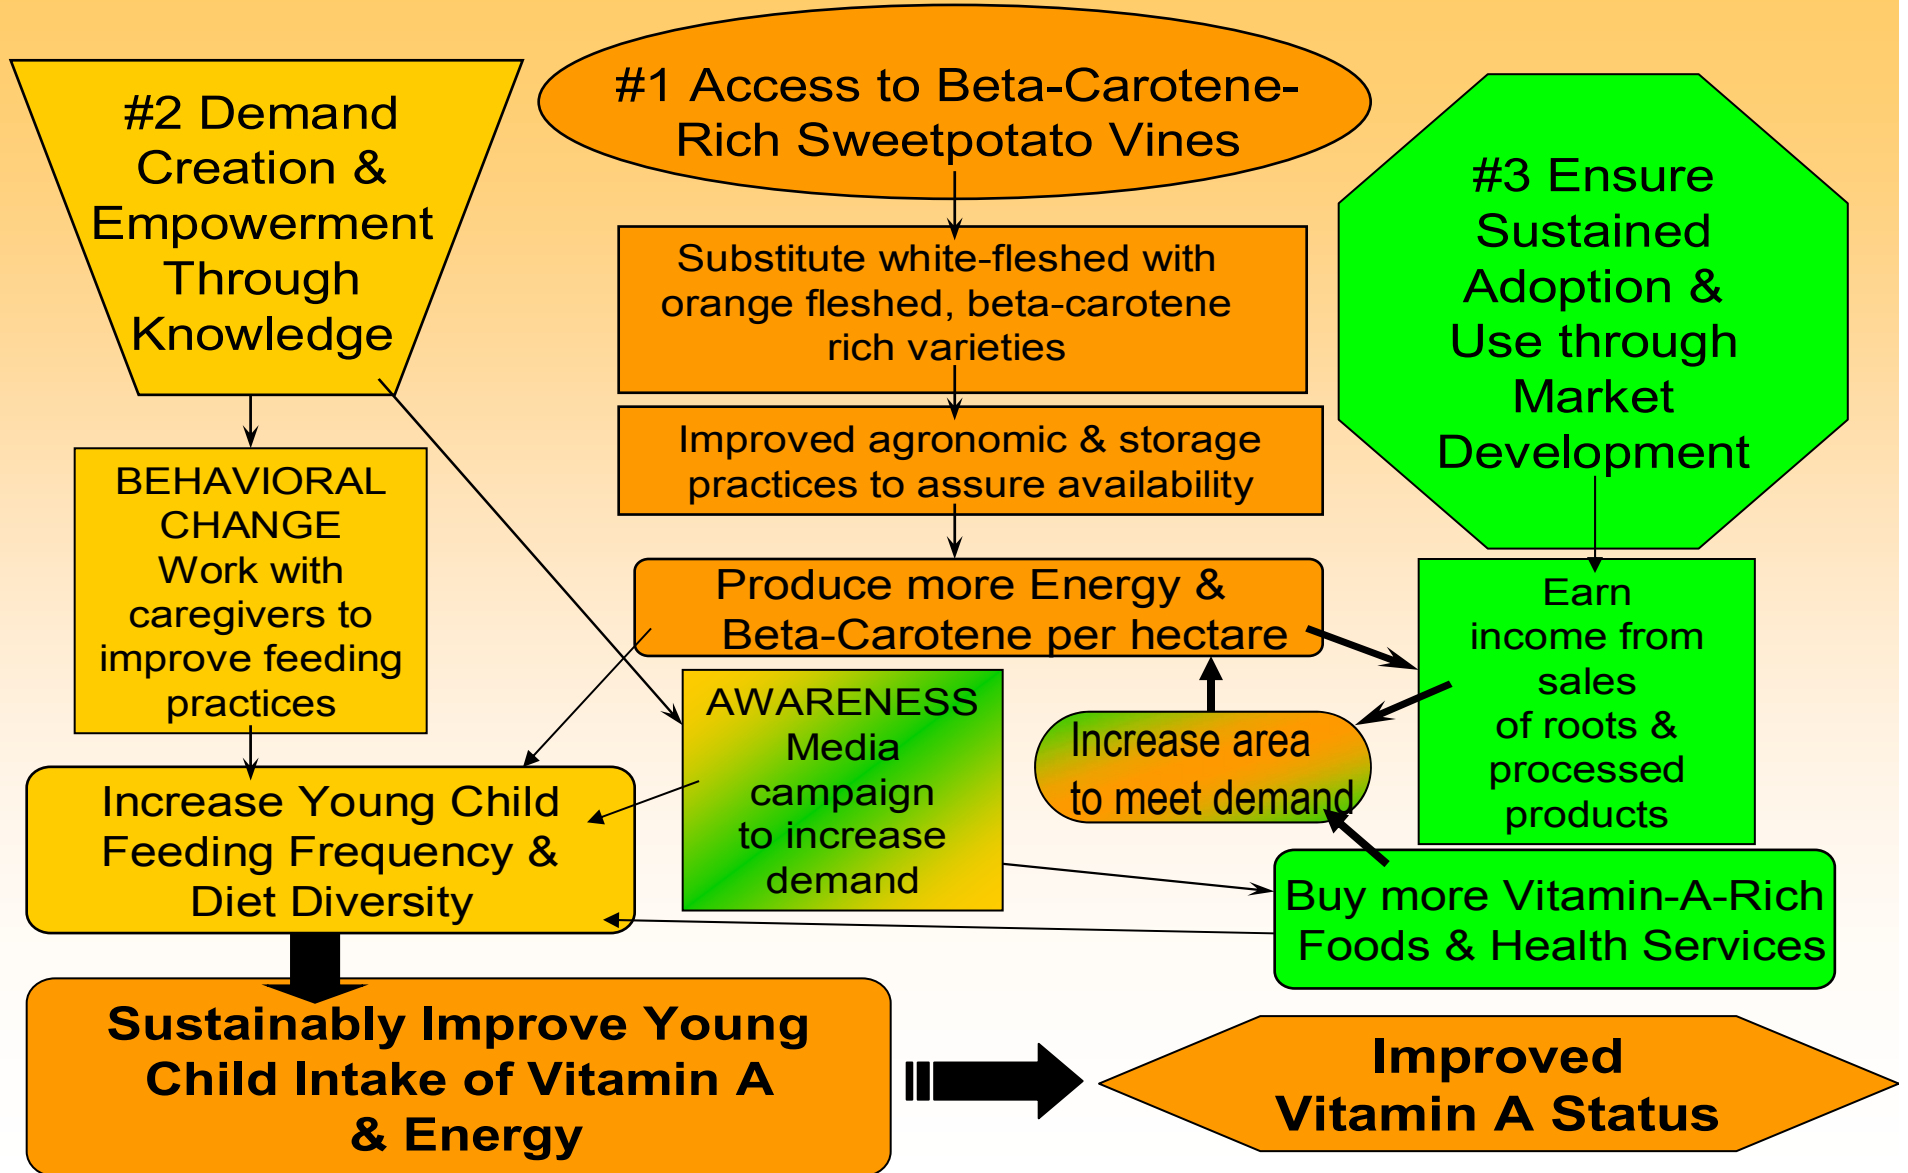 #2 Demand
Creation &
Empowerment
Through
Knowledge
#1 Access to Beta-Carotene-
Rich Sweetpotato Vines
#3 Ensure
Sustained
Adoption &
Use through
Market
Development
Substitute white-fleshed with
orange fleshed, beta-carotene
rich varieties
Improved agronomic & storage
practices to assure availability
BEHAVIORAL
CHANGE
Work with
caregivers to
improve feeding
practices
Produce more Energy &
Beta-Carotene per hectare
Earn
income from
sales
of roots &
processed
products
AWARENESS
Media
campaign
to increase
demand
Increase area
to meet demand
Increase Young Child
Feeding Frequency &
Diet Diversity
Buy more Vitamin-A-Rich
Foods & Health Services
Sustainably Improve Young
Child Intake of Vitamin A
& Energy
Improved
Vitamin A Status